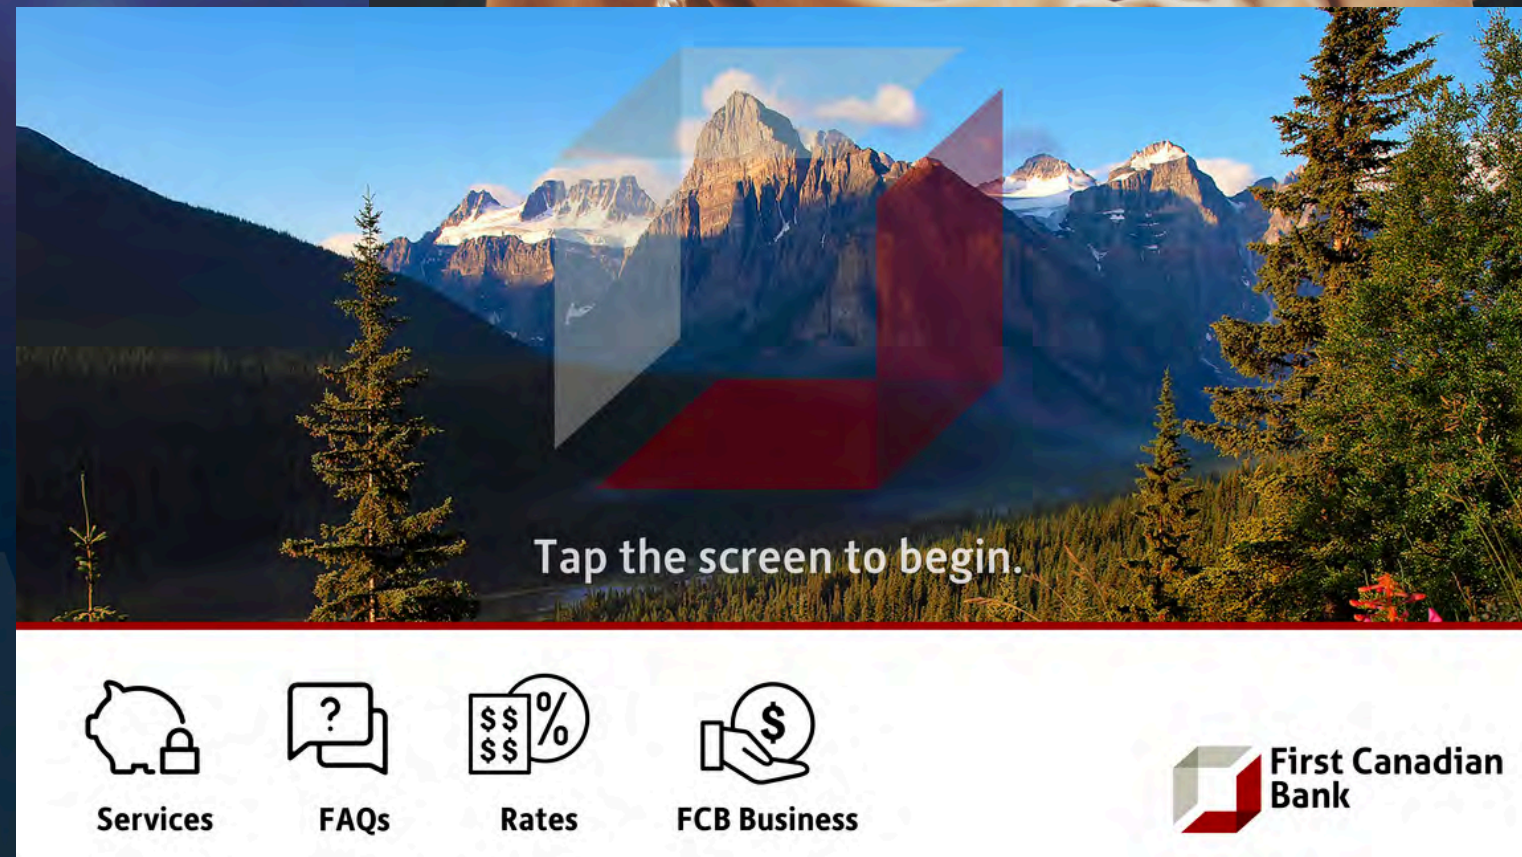 Tap the screen to begin.
?
$ $ %
$ $
$
Services
FAQs
Rates
FCB Business
First Canadian
Bank